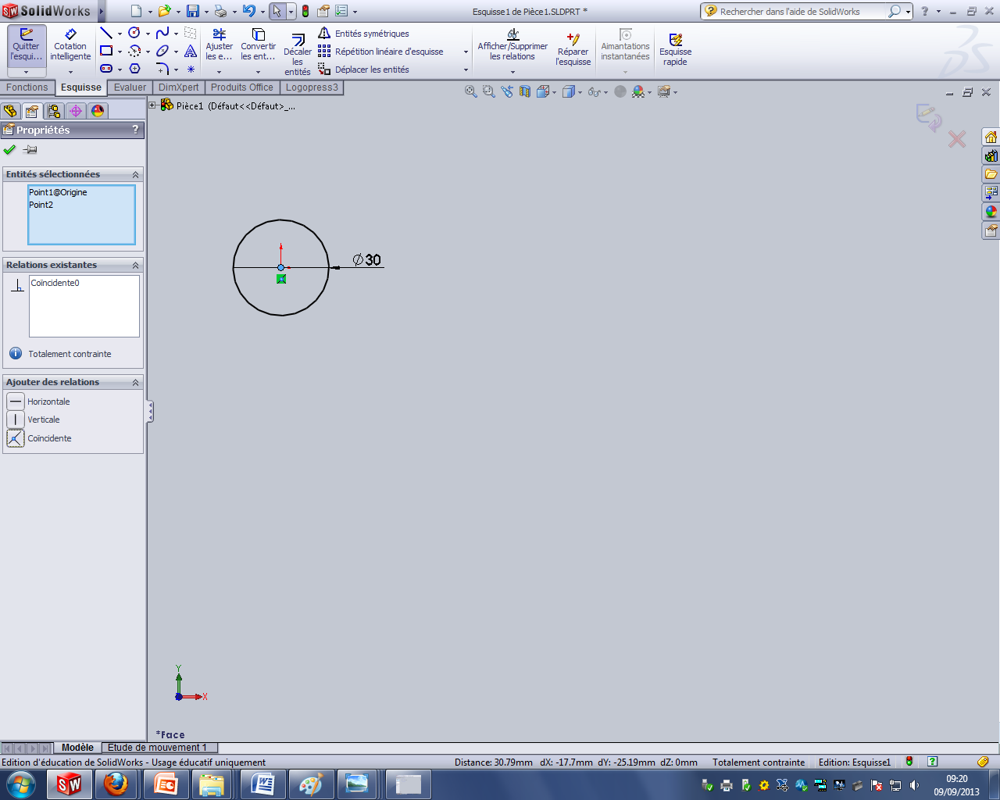 SolidWorks
Esquisse1 de Pièce1.SLDPRT *
Rechercher dans l'aide de SolidWorks
Quitter l'esqui...
Cotation intelligente
Ajuster les e...
Convertir les ent...
Décaler les entités
Entités symétriques
Répétition linéaire d'esquisse
Déplacer les entités
Afficher/Supprimer les relations
Réparer l'esquisse
Aimantations instantanées
Esquisse rapide
Fonctions
Esquisse
Evaluer
DimXpert
Produits Office
Logopress3
Pièce1 (Défaut<<Défaut>_...
Propriétés
?
Entités sélectionnées
Point1@Origine
Point2
Relations existantes
Coïncidente0
Totalement contrainte
Ajouter des relations
Horizontale
Verticale
Coïncidente
∅30
Y
X
*Face
Modèle
Etude de mouvement 1
Edition d'éducation de SolidWorks - Usage éducatif uniquement
Distance: 30.79mm dX: -17.7mm dY: -25.19mm dZ: 0mm
Totalement contrainte
Edition: Esquisse1
09:20
09/09/2013